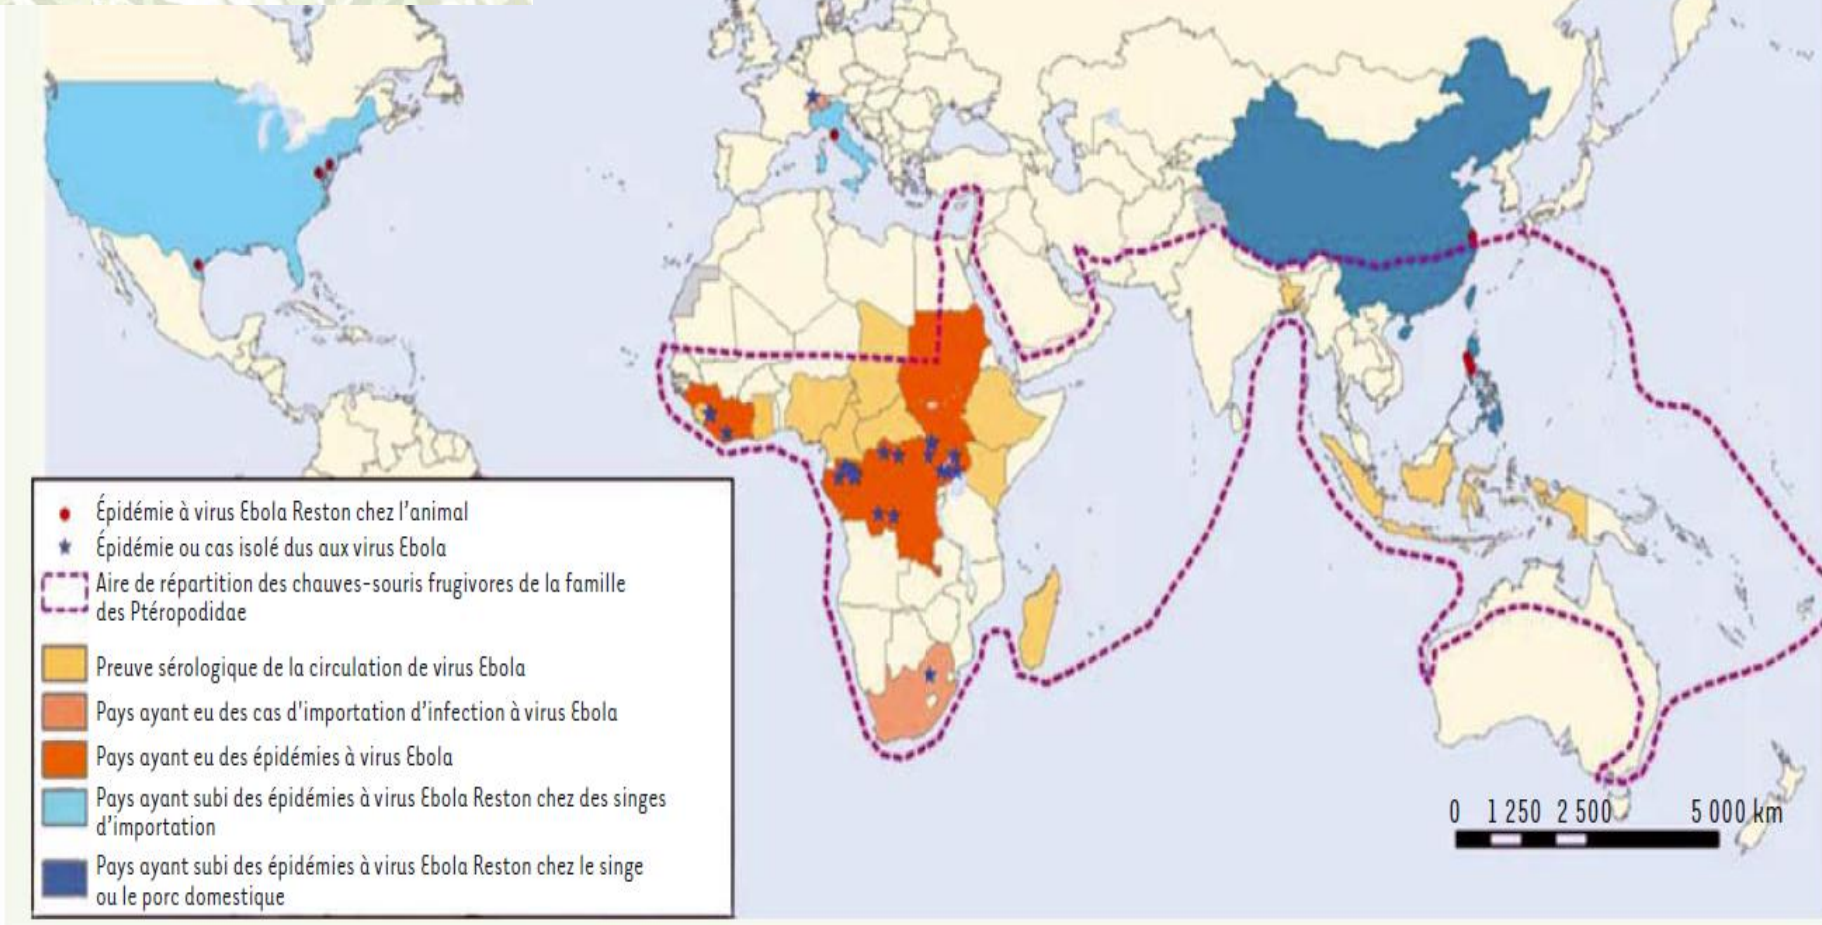 Épidémie à virus Ebola Reston chez l'animal
Épidémie ou cas isolé dus aux virus Ebola
Aire de répartition des chauves-souris frugivores de la famille
des Ptéropodidae
Preuve sérologique de la circulation de virus Ebola
Pays ayant eu des cas d'importation d'infection à virus Ebola
Pays ayant eu des épidémies à virus Ebola
Pays ayant subi des épidémies à virus Ebola Reston chez des singes
d'importation
Pays ayant subi des épidémies à virus Ebola Reston chez le singe
ou le porc domestique
0 1 250 2 500 5 000 km